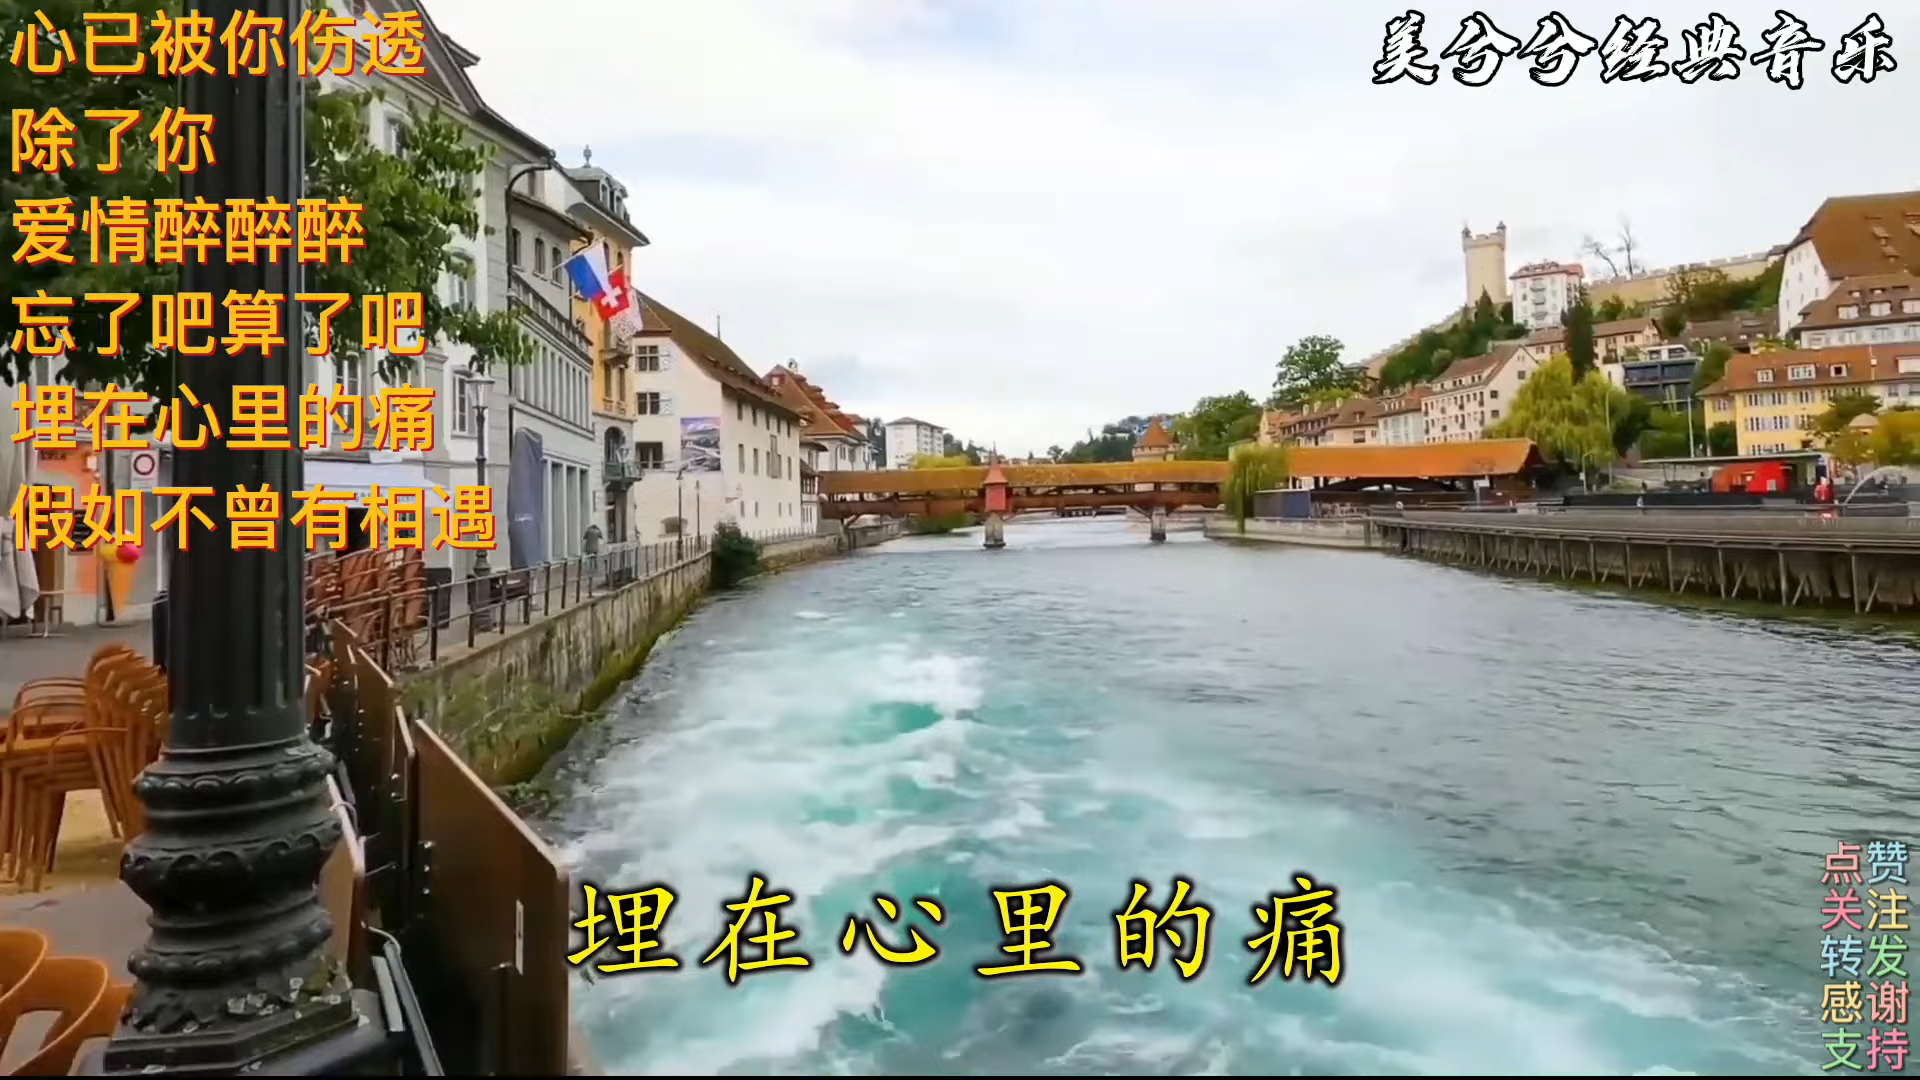 心已被你伤透
除了你
爱情醉醉醉
忘了吧算了吧
埋在心里的痛
假如不曾有相遇
美兮兮经典音乐
埋在心里的痛
点赞
关注
转发
感谢
支持